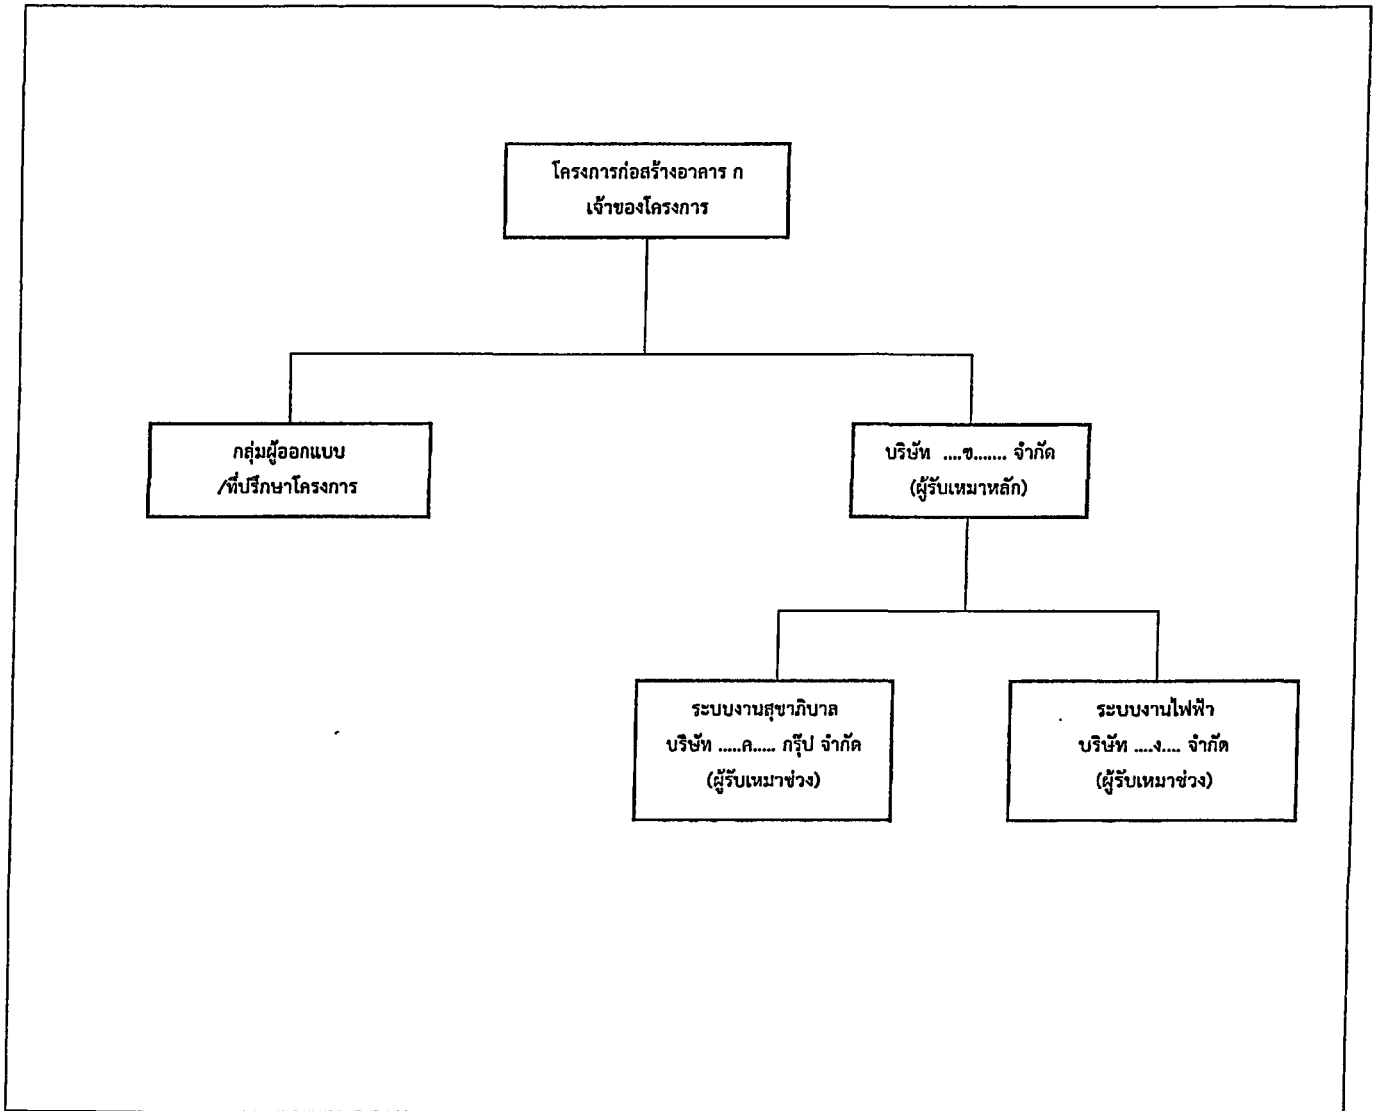 โครงการก่อสร้างอาคาร ก
เจ้าของโครงการ
กลุ่มผู้ออกแบบ
/ที่ปรึกษาโครงการ
บริษัท ....ข....... จำกัด
(ผู้รับเหมาหลัก)
ระบบงานสุขาภิบาล
บริษัท .....ค..... กรุ๊ป จำกัด
(ผู้รับเหมาช่วง)
ระบบงานไฟฟ้า
บริษัท ....ง.... จำกัด
(ผู้รับเหมาช่วง)